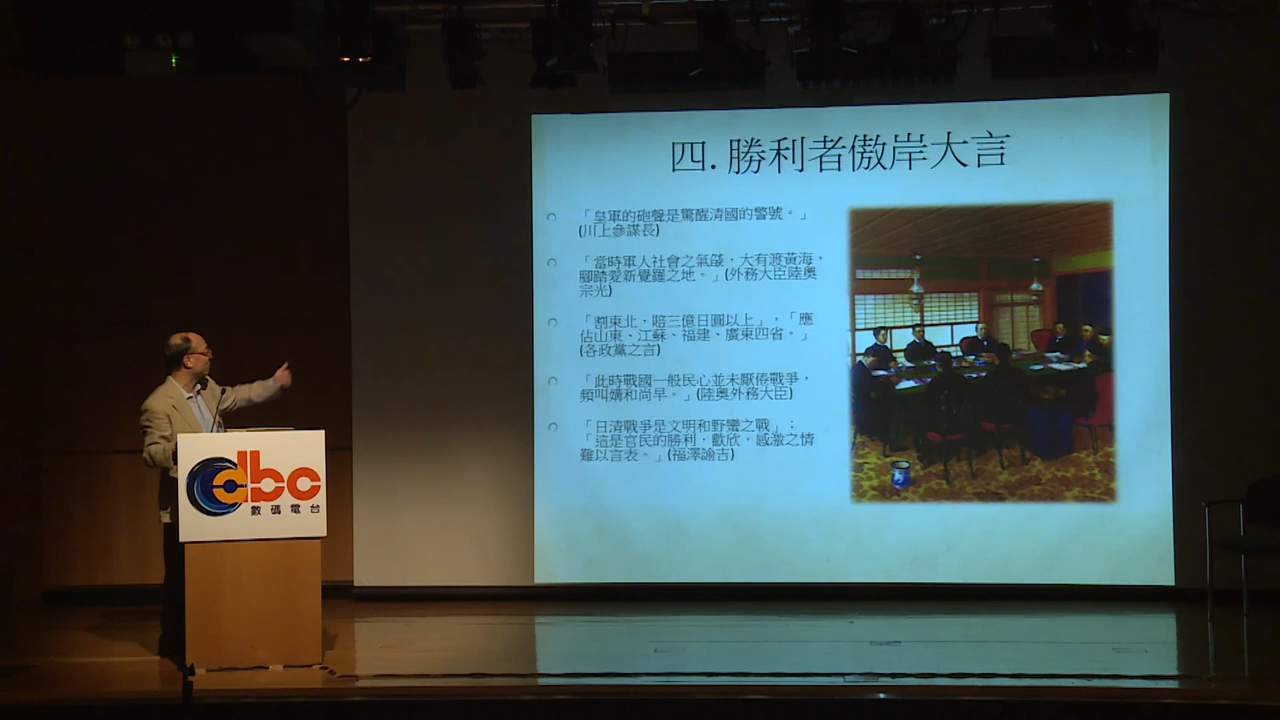 四. 勝利者傲岸大言
「皇軍的砲聲是驚醒清國的警號。」
(川上參謀長)
「當時軍人社會之氣燄，大有渡黃海，
腳踏愛新覺羅之地。」(外務大臣陸奧
宗光)
「割東北，賠三億日圓以上」，「應
佔山東、江蘇、福建、廣東四省。」
(各政黨之言)
「此時戰國一般民心並未厭倦戰爭，
頻叫媾和尚早。」(陸奧外務大臣)
「日清戰爭是文明和野蠻之戰」；
「這是官民的勝利，歡欣，感激之情
難以言表。」(福澤諭吉)
dbc
數碼電台